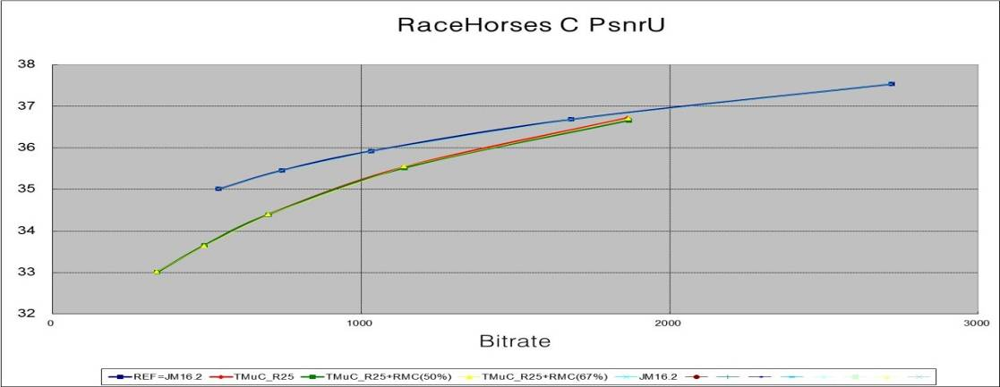 RaceHorses C PsnrU
38
37
36
35
34
33
32
0 1000 2000 3000
Bitrate
REF=JM16.2 TMuC_R25 TMuC_R25+RMC(50%) TMuC_R25+RMC(67%) JM16.2